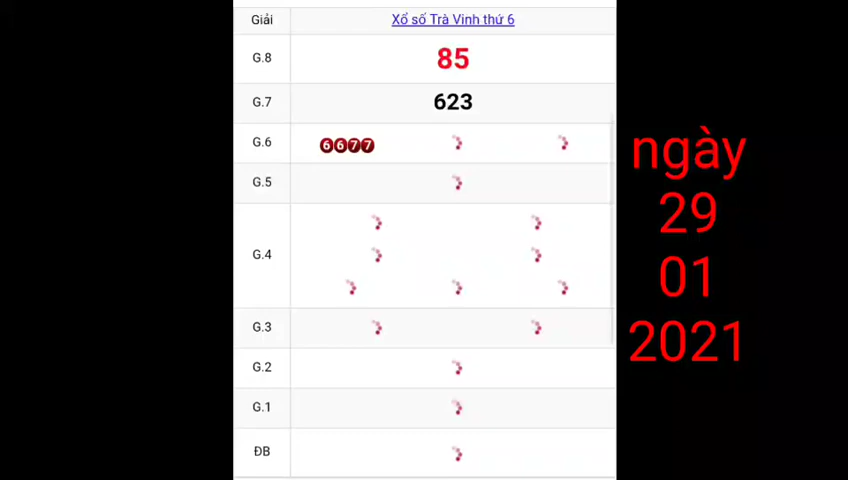 Giải Xổ số Trà Vinh thứ 6
G.8 85
G.7 623
G.6 6677
G.5
G.4
G.3
G.2
G.1
ĐB
ngày
29
01
2021